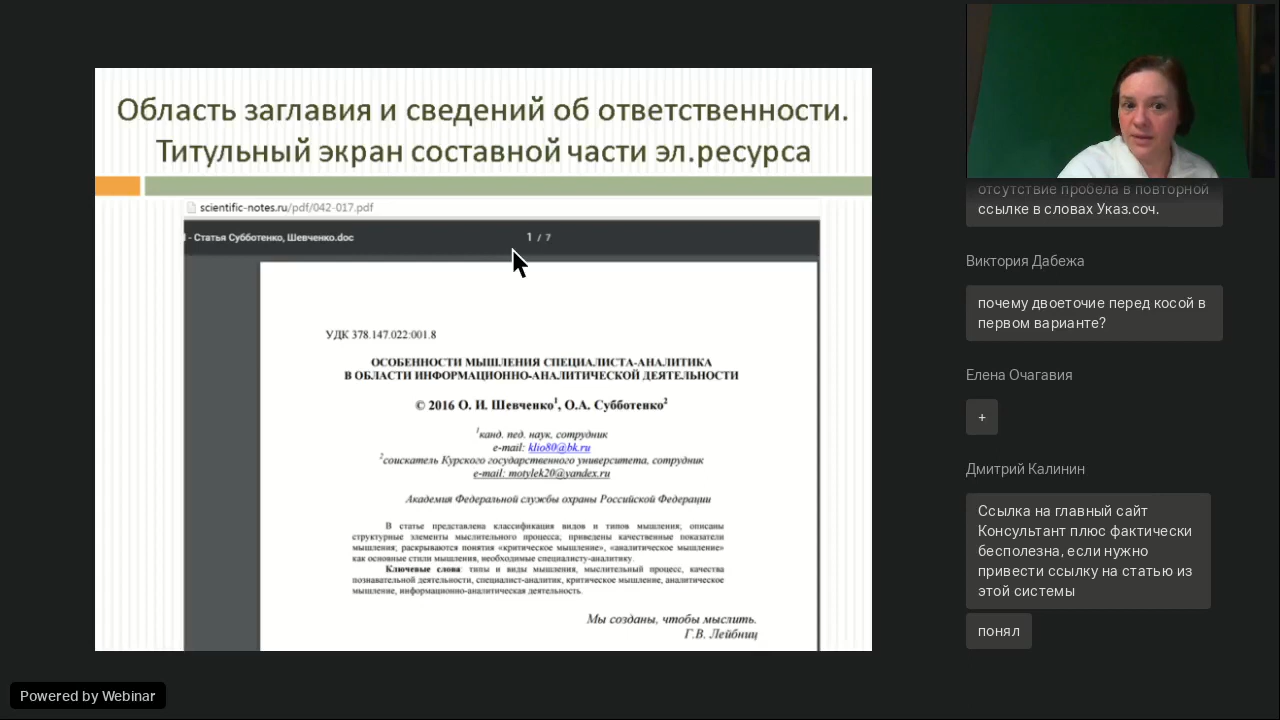 Область заглавия и сведений об ответственности.
Титульный экран составной части эл.ресурса
scientific-notes.ru/pdf/042-017.pdf
- Статья Субботенко, Шевченко.doc
1 / 7
УДК 378.147.022:001.8
ОСОБЕННОСТИ МЫШЛЕНИЯ СПЕЦИАЛИСТА-АНАЛИТИКА
В ОБЛАСТИ ИНФОРМАЦИОННО-АНАЛИТИЧЕСКОЙ ДЕЯТЕЛЬНОСТИ
© 2016 О. И. Шевченко1, О.А. Субботенко2
1канд. пед. наук, сотрудник
e-mail: klio80@bk.ru
2соискатель Курского государственного университета, сотрудник
e-mail: motylek20@yandex.ru
Академия Федеральной службы охраны Российской Федерации
В статье представлена классификация видов и типов мышления; описаны
структурные элементы мыслительного процесса; приведены качественные показатели
мышления; раскрываются понятия «критическое мышление», «аналитическое мышление»
как основные стили мышления, необходимые специалисту-аналитику.
Ключевые слова: типы и виды мышления, мыслительный процесс, качества
познавательной деятельности, специалист-аналитик, критическое мышление, аналитическое
мышление, информационно-аналитическая деятельность.
Мы созданы, чтобы мыслить.
Г.В. Лейбниц
отсутствие пробела в повторной
ссылке в словах Указ.соч.
Виктория Дабежа
почему двоеточие перед косой в
первом варианте?
Елена Очагавия
+
Дмитрий Калинин
Ссылка на главный сайт
Консультант плюс фактически
бесполезна, если нужно
привести ссылку на статью из
этой системы
понял
Powered by Webinar